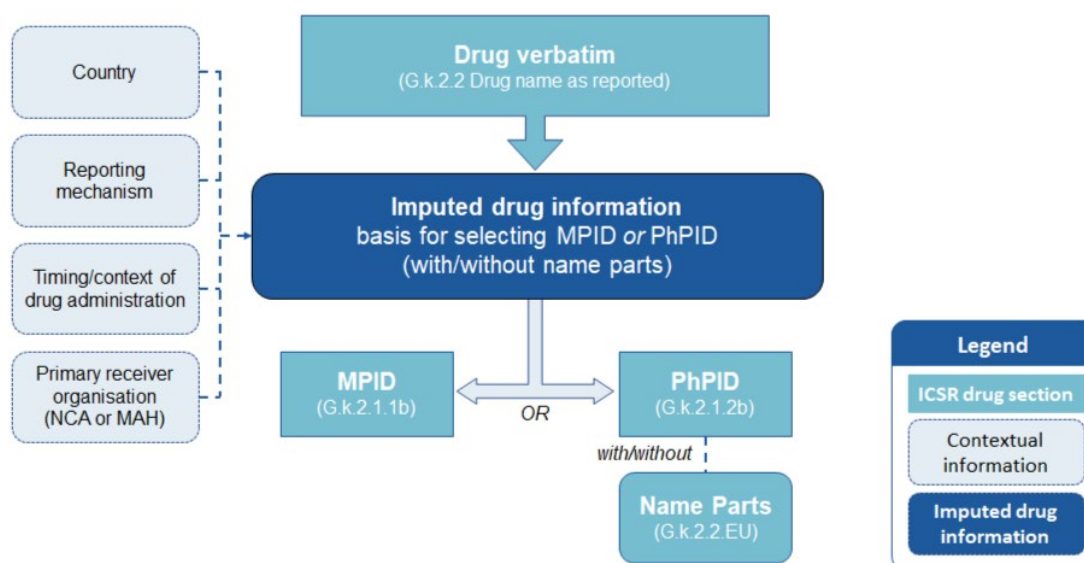 Drug verbatim
(G.k.2.2 Drug name as reported)
Country
Reporting
mechanism
Timing/context of
drug administration
Primary receiver
organisation
(NCA or MAH)
Imputed drug information
basis for selecting MPID or PhPID
(with/without name parts)
MPID
(G.k.2.1.1b)
OR
PhPID
(G.k.2.1.2b)
with/without
Name Parts
(G.k.2.2.EU)
Legend
ICSR drug section
Contextual
information
Imputed drug
information